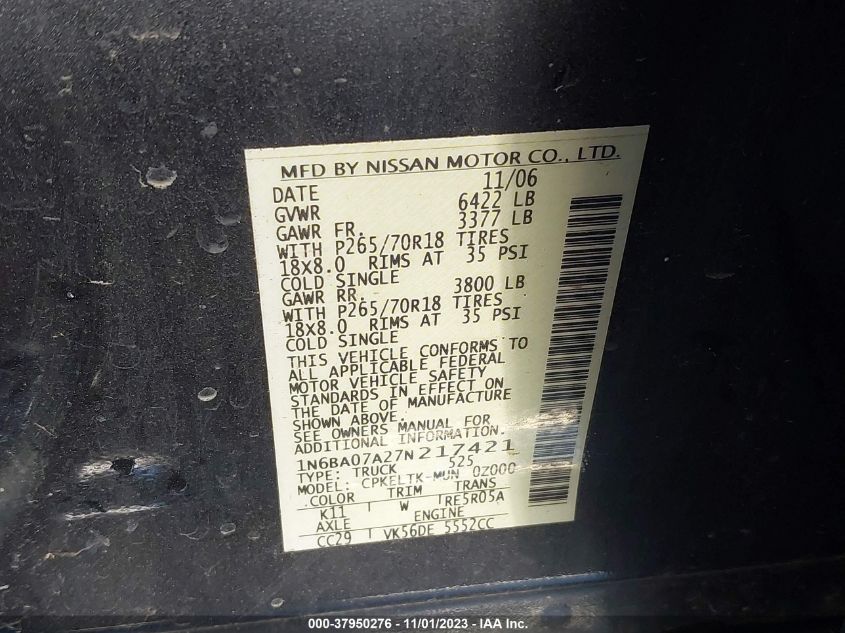 MFD BY NISSAN MOTOR CO., LTD.
DATE 11/06
GVWR 6422 LB
GAWR FR. 3377 LB
WITH P265/70R18 TIRES
18x8.0 RIMS AT 35 PSI
COLD SINGLE
GAWR RR. 3800 LB
WITH P265/70R18 TIRES
18x8.0 RIMS AT 35 PSI
COLD SINGLE
THIS VEHICLE CONFORMS TO
ALL APPLICABLE FEDERAL
MOTOR VEHICLE SAFETY
STANDARDS IN EFFECT ON
THE DATE OF MANUFACTURE
SHOWN ABOVE.
SEE OWNERS MANUAL FOR
ADDITIONAL INFORMATION.
1N6BA07A27N217421
TYPE: TRUCK 525
MODEL: CPKELTK-MUN 0Z000
COLOR TRIM TRANS
K11 W RE5R05A
AXLE ENGINE
CC29 VK56DE 5552CC
000-37950276 - 11/01/2023 - IAA Inc.